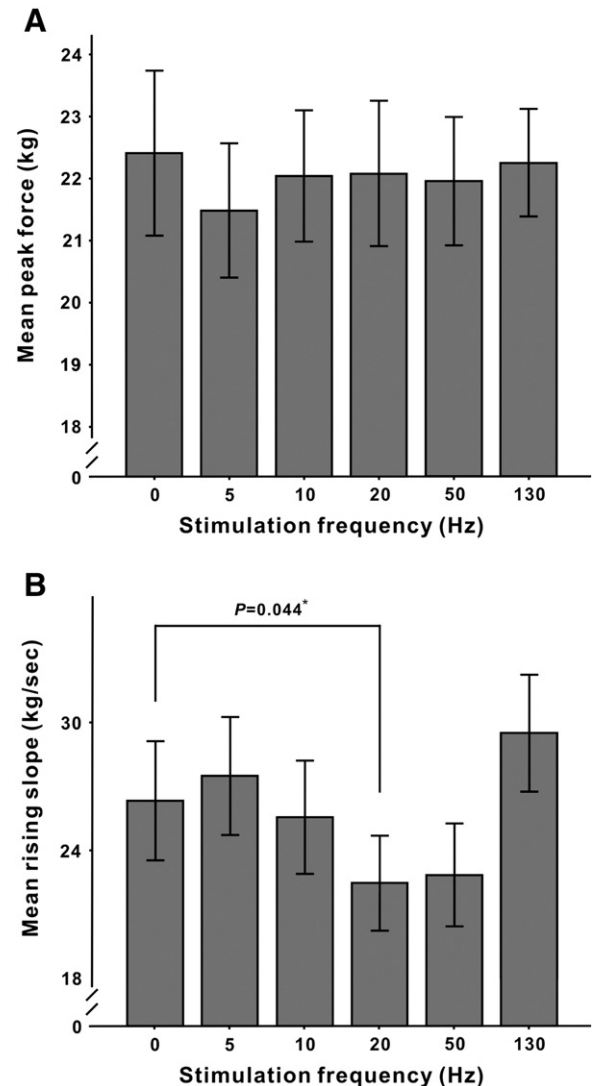 A
Mean peak force (kg)
24
23
22
21
20
19
18
0
0 5 10 20 50 130
Stimulation frequency (Hz)
B
P=0.044*
Mean rising slope (kg/sec)
30
24
18
0
0 5 10 20 50 130
Stimulation frequency (Hz)